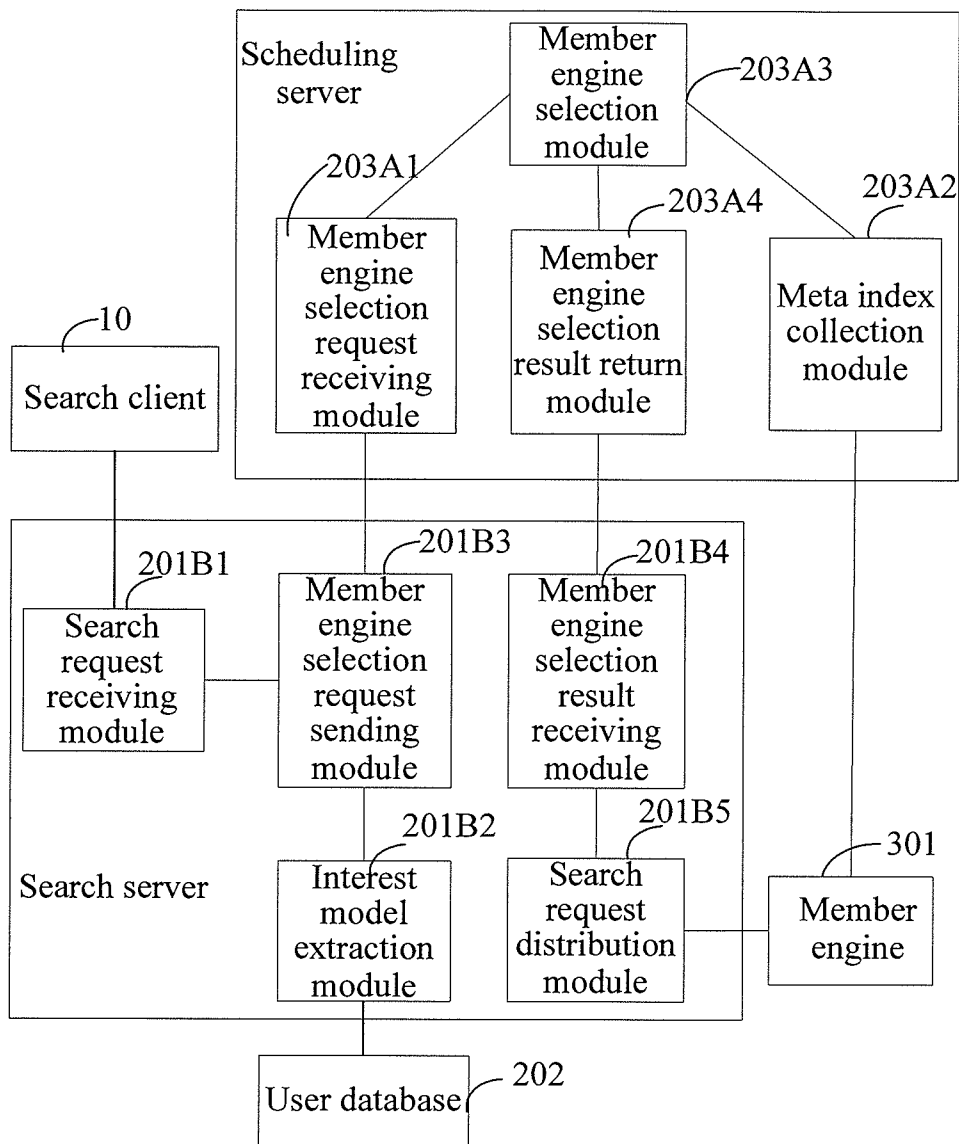 Scheduling
server
Member
engine
selection
module
203A3
203A1
Member
engine
selection
request
receiving
module
203A4
Member
engine
selection
result return
module
203A2
Meta index
collection
module
10
Search client
201B1
Search
request
receiving
module
201B3
Member
engine
selection
request
sending
module
201B4
Member
engine
selection
result
receiving
module
Search server
201B2
Interest
model
extraction
module
201B5
Search
request
distribution
module
301
Member
engine
User database
202